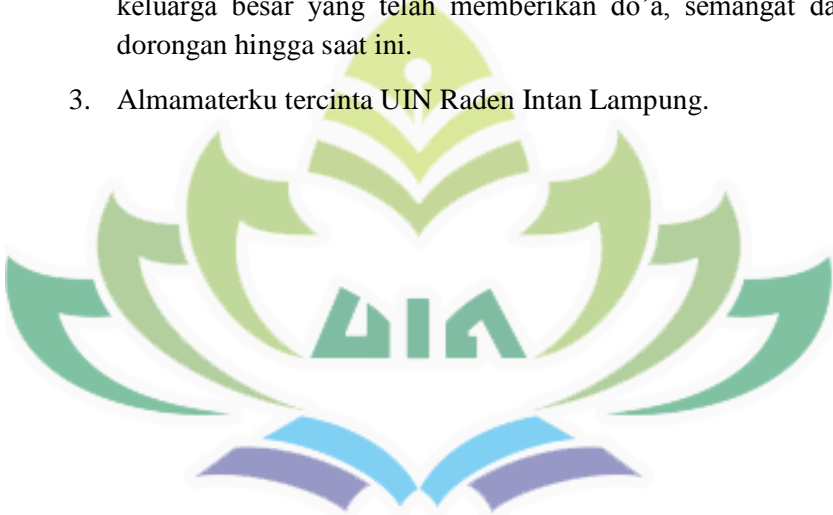 keluarga besar yang telah memberikan do’a, semangat da
dorongan hingga saat ini.
3. Almamaterku tercinta UIN Raden Intan Lampung.
UIN